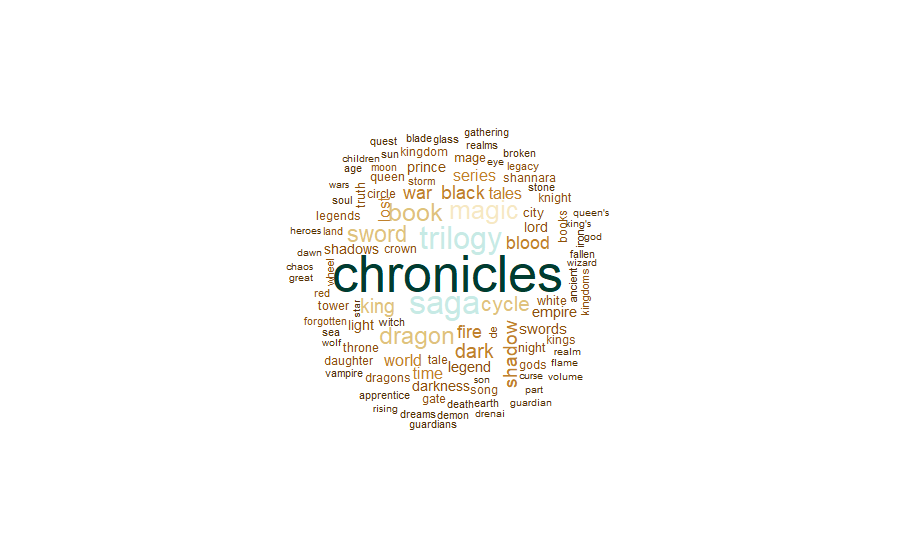 gathering
quest blade glass
realms
children sun kingdom mage eye broken
age moon prince legacy
queen storm series shannara
wars truth circle war black tales stone knight
soul lost book magic city books queen's
legends lord king's
heroes land sword trilogy blood iron god
dawn shadows crown fallen
chaos wheel chronicles wizard
great ancient kingdoms
red star king saga cycle white
tower empire
forgotten light witch dragon fire de shadow swords
sea kings
wolf throne dark night realm
daughter world tale legend gods flame
vampire time curse volume
dragons darkness son song part
apprentice gate death earth guardian
rising dreams demon drenai
guardians